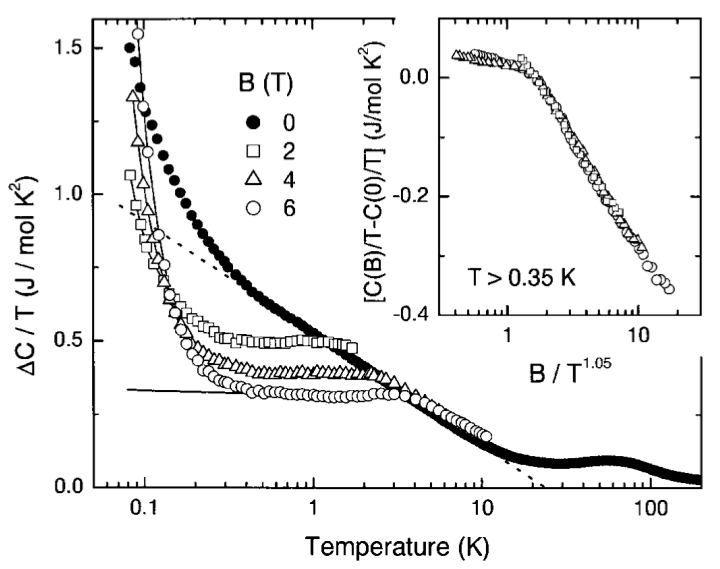 1.5
1.0
0.5
0.0
ΔC / T (J / mol K²)
B (T)
0
2
4
6
0.1
1
10
100
Temperature (K)
0.0
-0.2
-0.4
[C(B)/T-C(0)/T] (J/mol K²)
T > 0.35 K
1
10
B / T^1.05